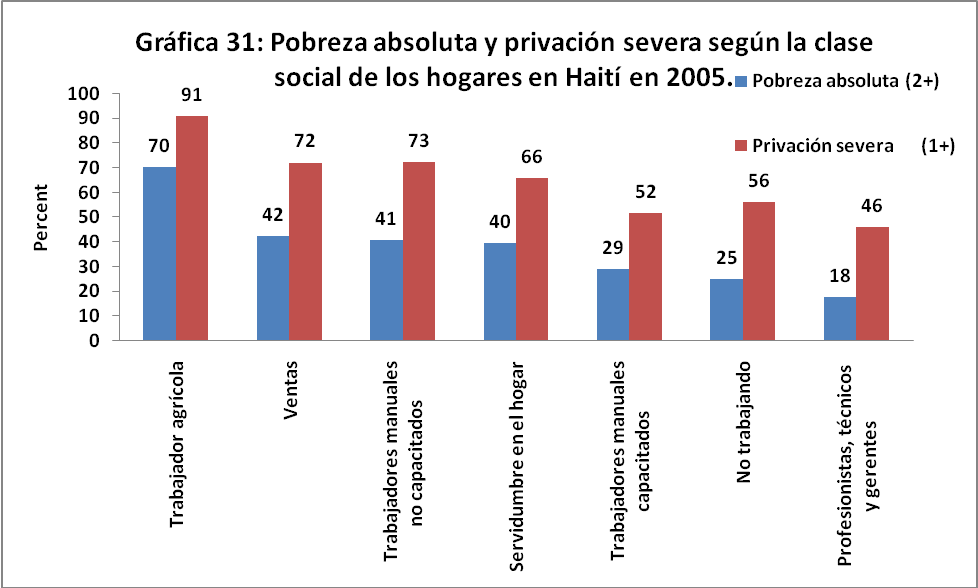 Gráfica 31: Pobreza absoluta y privación severa según la clase
social de los hogares en Haití en 2005.
Pobreza absoluta (2+)
Privación severa (1+)
Percent
100
90
80
70
60
50
40
30
20
10
0
70
91
42
72
41
73
40
66
29
52
25
56
18
46
Trabajador agrícola
Ventas
Trabajadores manuales
no capacitados
Servidumbre en el hogar
Trabajadores manuales
capacitados
No trabajando
Profesionistas, técnicos
y gerentes